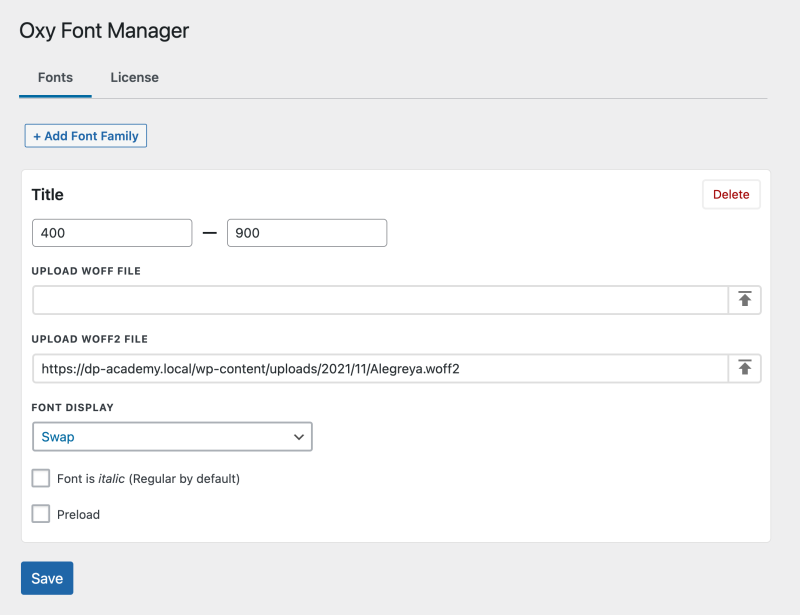 Oxy Font Manager
Fonts License
+ Add Font Family
Title Delete
400 — 900
UPLOAD WOFF FILE
UPLOAD WOFF2 FILE
https://dp-academy.local/wp-content/uploads/2021/11/Alegreya.woff2
FONT DISPLAY
Swap
Font is italic (Regular by default)
Preload
Save